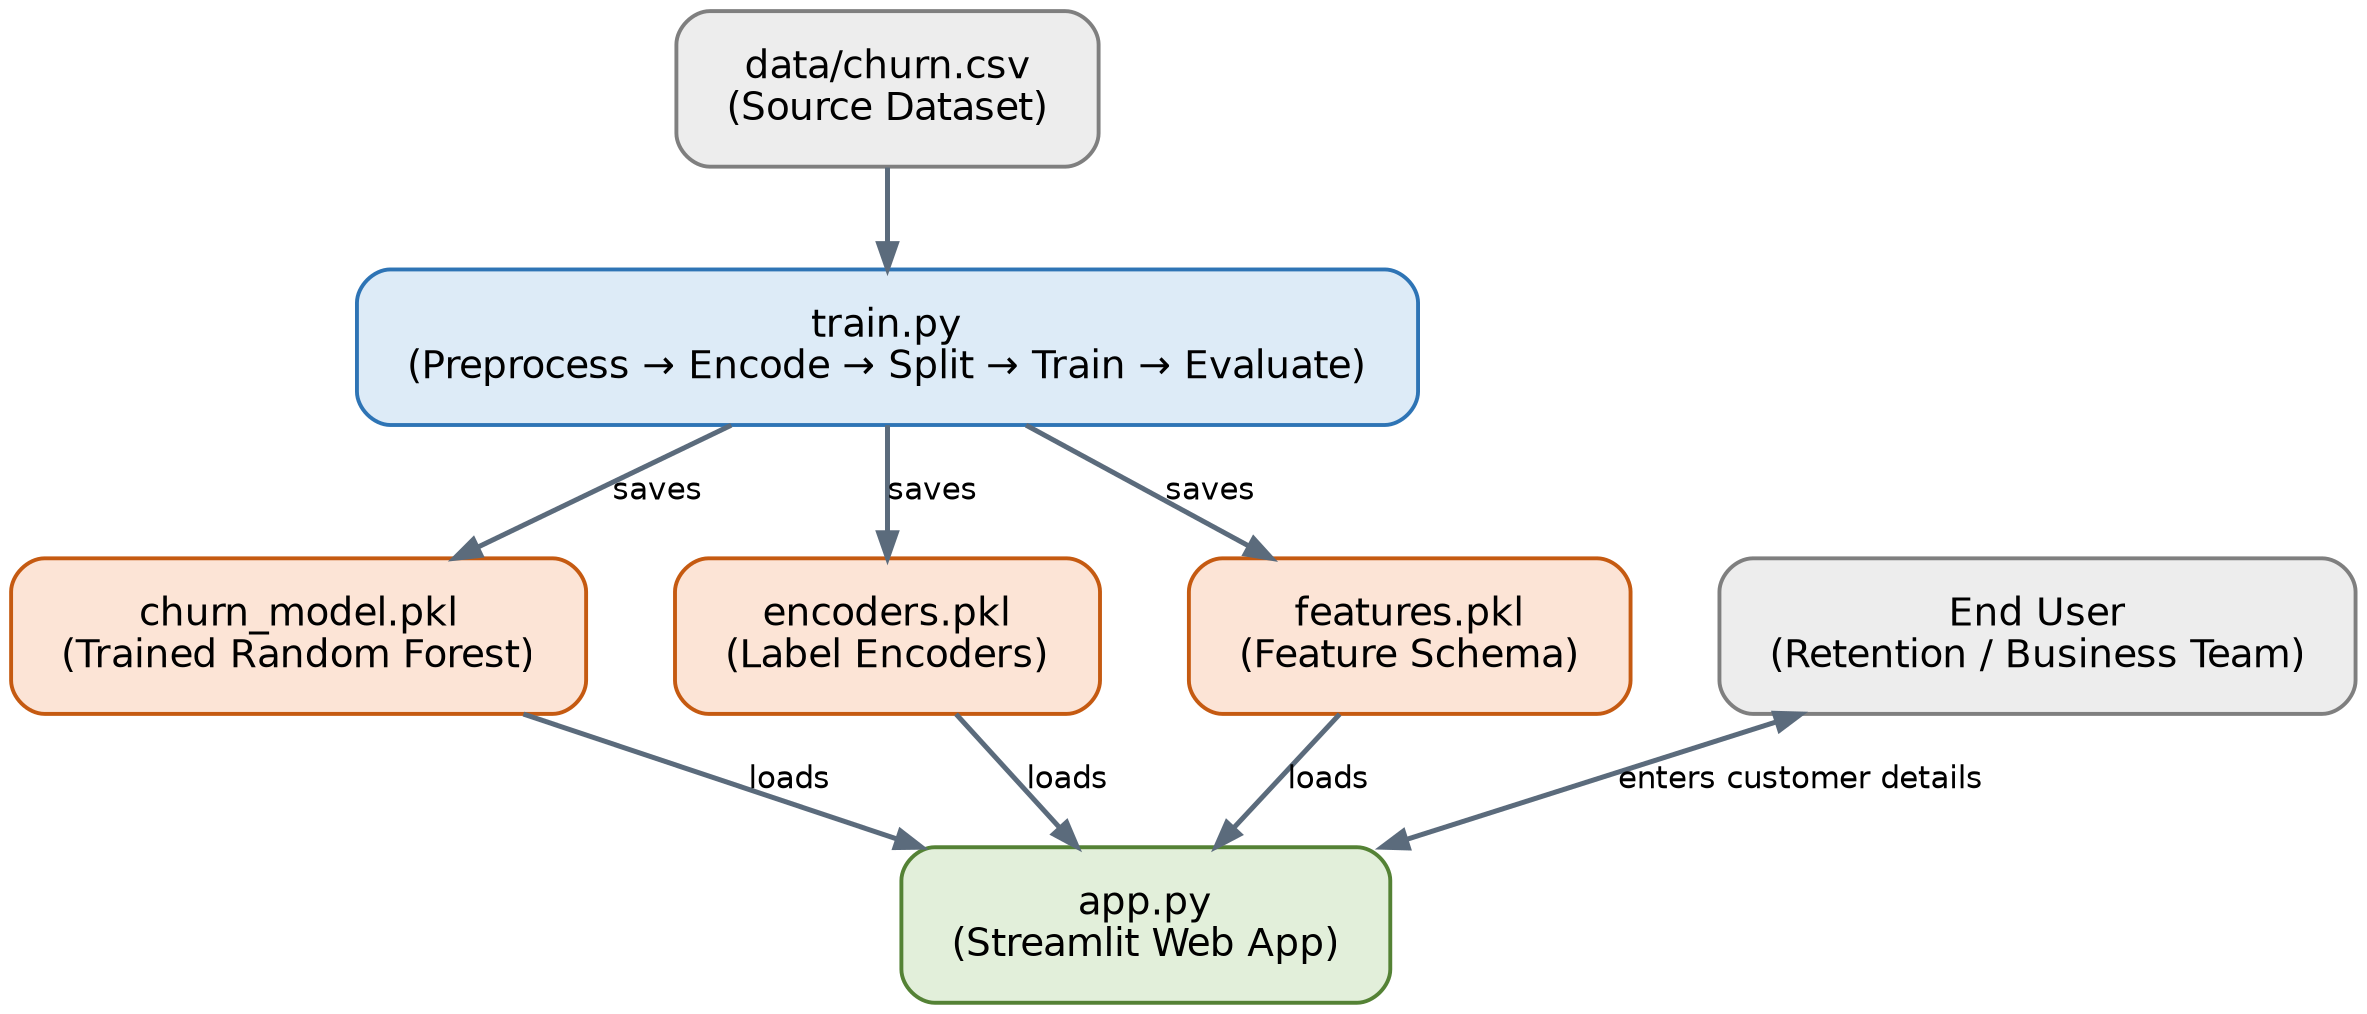 data/churn.csv
(Source Dataset)
train.py
(Preprocess → Encode → Split → Train → Evaluate)
saves
saves
saves
churn_model.pkl
(Trained Random Forest)
encoders.pkl
(Label Encoders)
features.pkl
(Feature Schema)
End User
(Retention / Business Team)
loads
loads
loads
enters customer details
app.py
(Streamlit Web App)